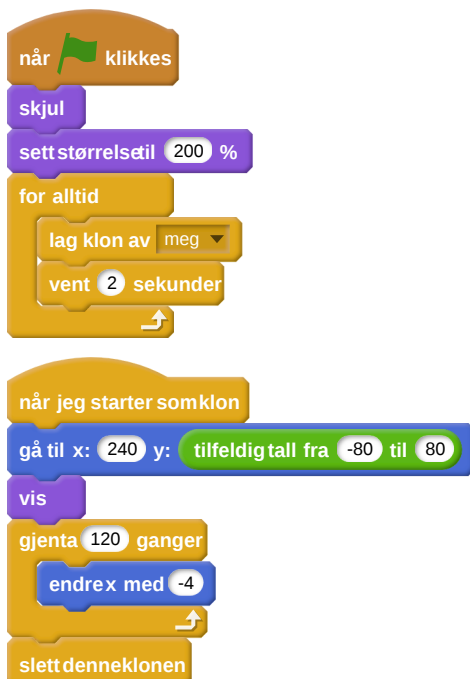 når klikkes
skjul
sett størrelse til 200 %
for alltid
lag klon av meg
vent 2 sekunder
når jeg starter som klon
gå til x: 240 y: tilfeldig tall fra -80 til 80
vis
gjenta 120 ganger
endre x med -4
slett denne klonen